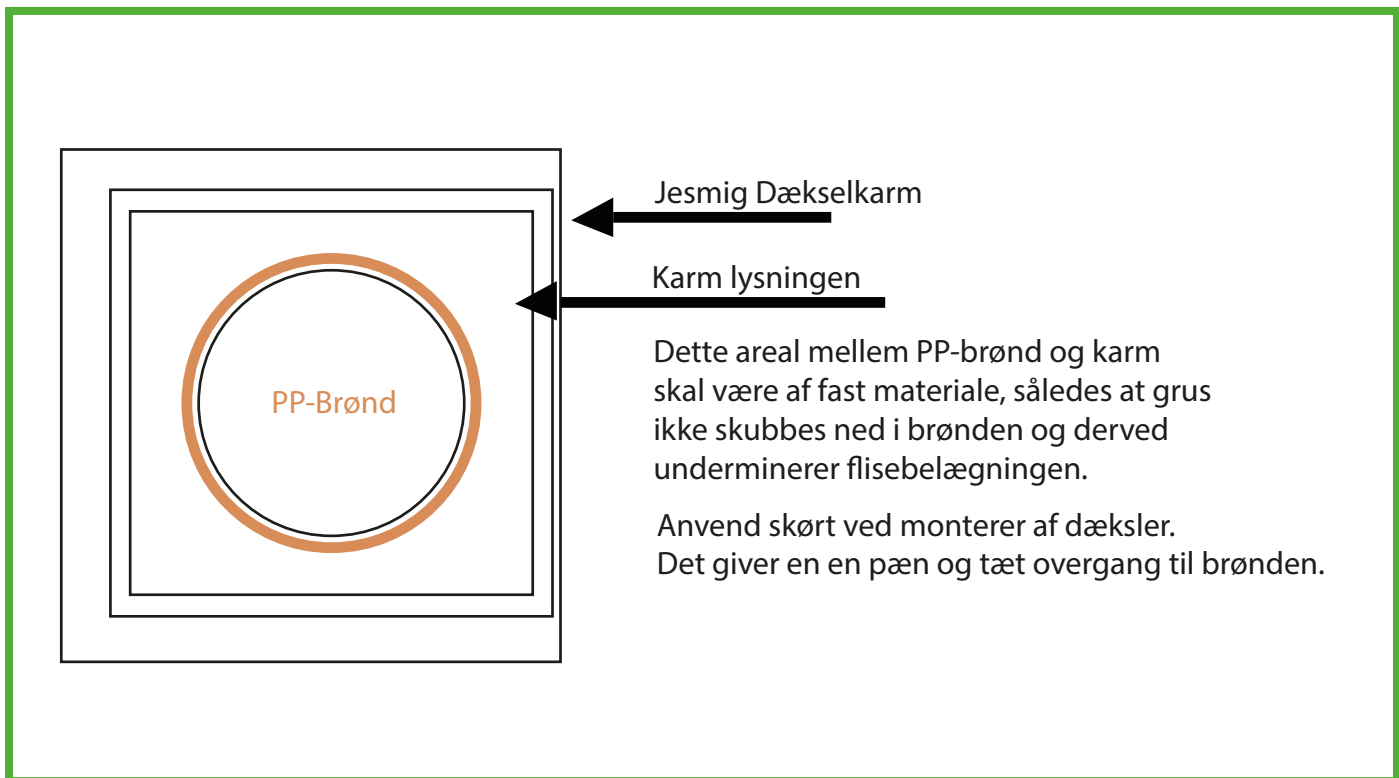 Jesmig Dækselkarm
Karm lysningen
PP-Brønd
Dette areal mellem PP-brønd og karm
skal være af fast materiale, således at grus
ikke skubbes ned i brønden og derved
underminerer flisebelægningen.
Anvend skørt ved monterer af dæksler.
Det giver en en pæn og tæt overgang til brønden.